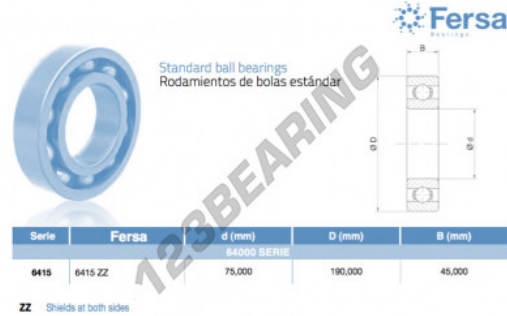 Fersa
Bearings
Standard ball bearings
Rodamientos de bolas estándar
B
Ø D
Ø d
123BEARING
Serie Fersa d (mm) D (mm) B (mm)
64000 SERIE
6415 6415 ZZ 75,000 190,000 45,000
ZZ Shields at both sides